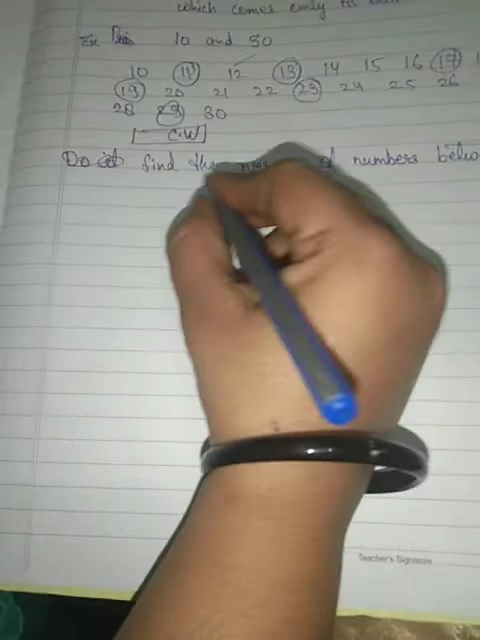 which comes only its
Ex 10 and 30
10 11 12 13 14 15 16 17
19 20 21 22 23 24 25 26
28 29 30
C.W
Do find the of numbers below
Teacher's Signature